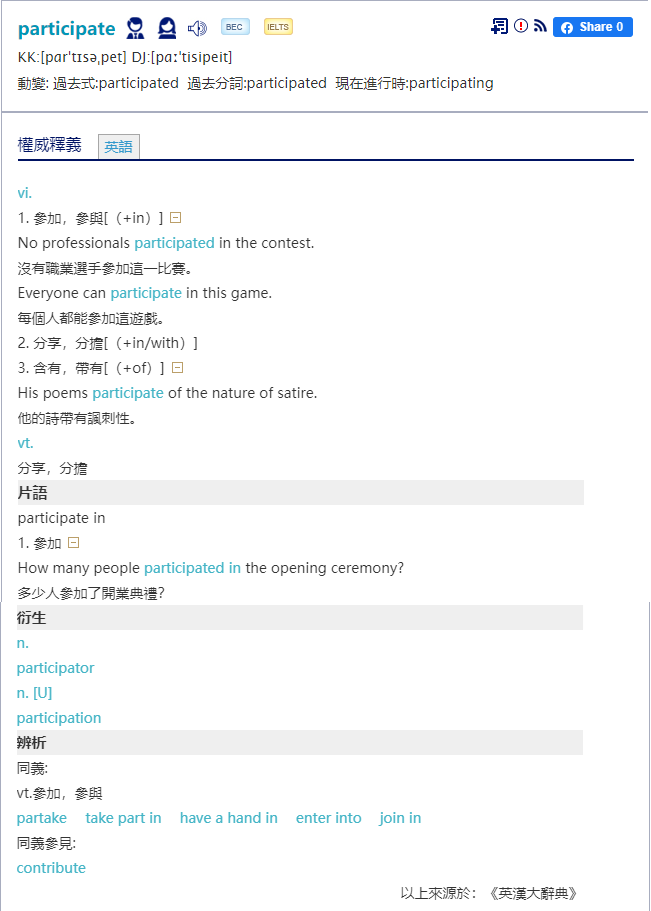 participate BEC IELTS Share 0
KK:[pɑrˈtɪsəˌpet] DJ:[pɑːˈtisipeit]
動變: 過去式:participated 過去分詞:participated 現在進行時:participating
權威釋義 英語
vi.
1. 參加，參與[（+in）]
No professionals participated in the contest.
沒有職業選手參加這一比賽。
Everyone can participate in this game.
每個人都能參加這遊戲。
2. 分享，分擔[（+in/with）]
3. 含有，帶有[（+of）]
His poems participate of the nature of satire.
他的詩帶有諷刺性。
vt.
分享，分擔
片語
participate in
1. 參加
How many people participated in the opening ceremony?
多少人參加了開業典禮?
衍生
n.
participator
n. [U]
participation
辨析
同義:
vt.參加，參與
partake take part in have a hand in enter into join in
同義參見:
contribute
以上來源於：《英漢大辭典》